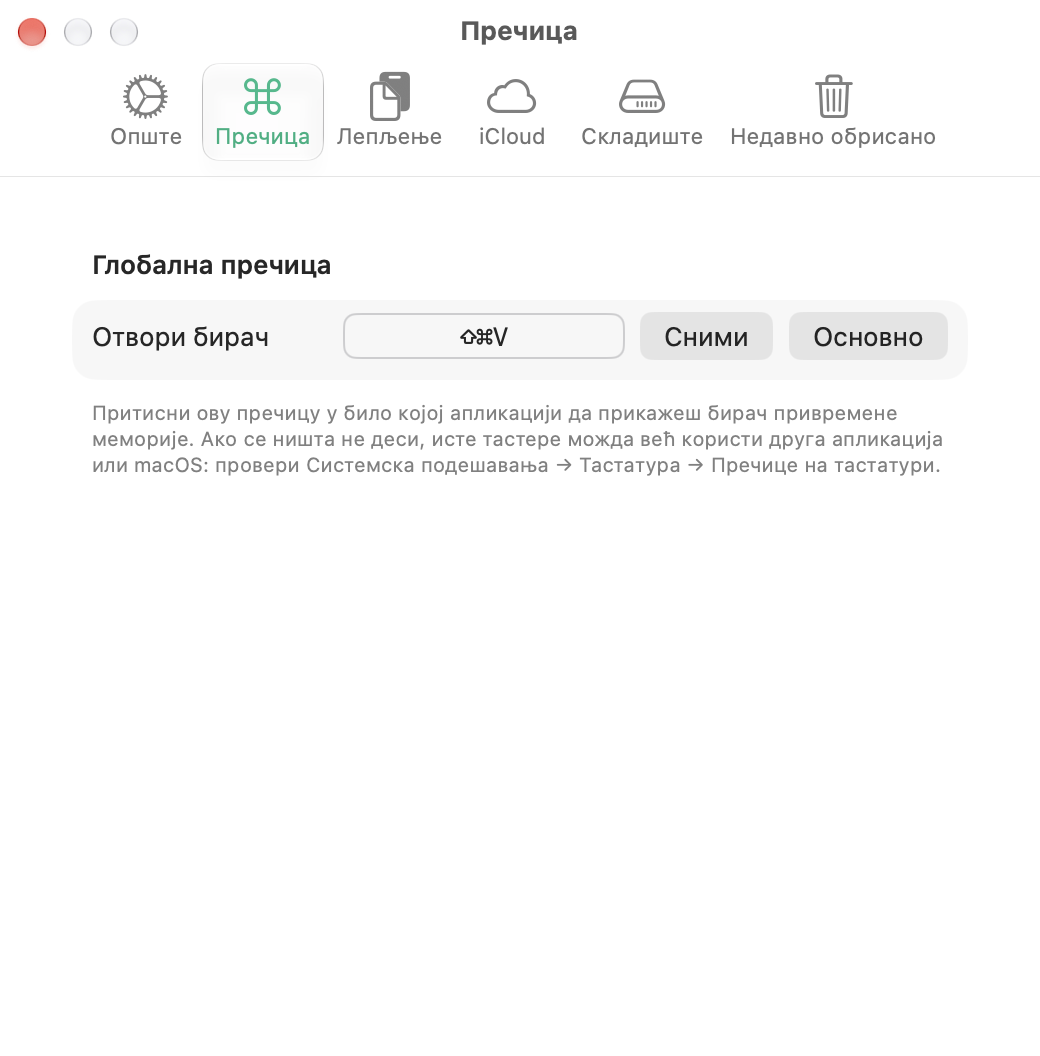 Пречица
Опште
Пречица
Лепљење
iCloud
Складиште
Недавно обрисано
Глобална пречица
Отвори бирач
⇧⌘V
Сними
Основно
Притисни ову пречицу у било којој апликацији да прикажеш бирач привремене
меморије. Ако се ништа не деси, исте тастере можда већ користи друга апликација
или macOS: провери Системска подешавања → Тастатура → Пречице на тастатури.